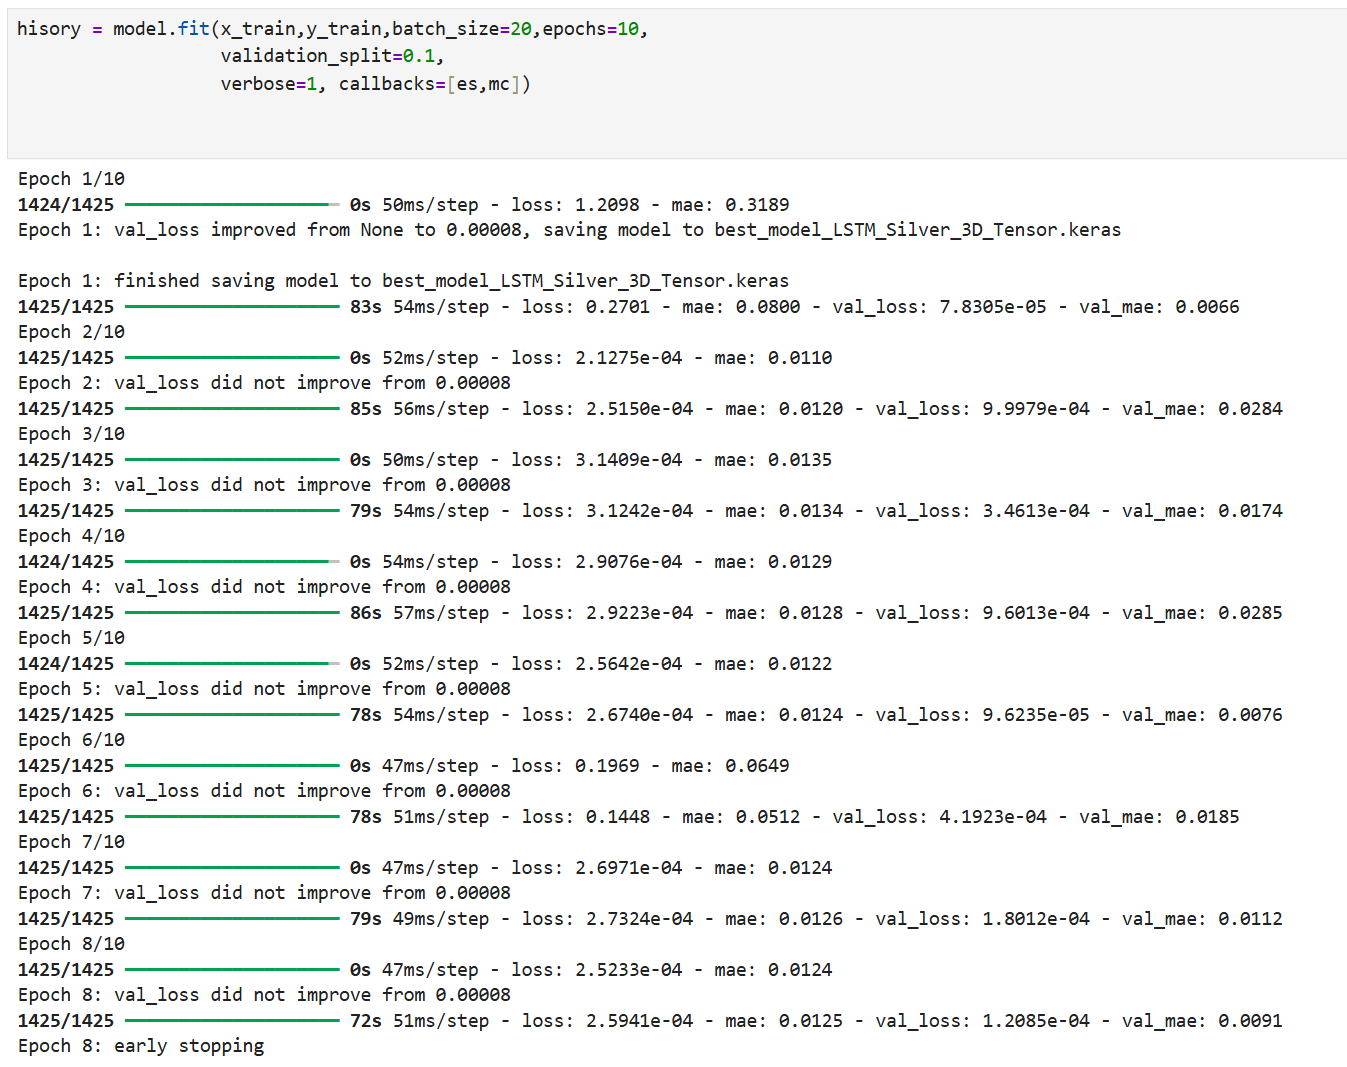 hisory = model.fit(x_train,y_train,batch_size=20,epochs=10,
validation_split=0.1,
verbose=1, callbacks=[es,mc])
Epoch 1/10
1424/1425 0s 50ms/step - loss: 1.2098 - mae: 0.3189
Epoch 1: val_loss improved from None to 0.00008, saving model to best_model_LSTM_Silver_3D_Tensor.keras
Epoch 1: finished saving model to best_model_LSTM_Silver_3D_Tensor.keras
1425/1425 83s 54ms/step - loss: 0.2701 - mae: 0.0800 - val_loss: 7.8305e-05 - val_mae: 0.0066
Epoch 2/10
1425/1425 0s 52ms/step - loss: 2.1275e-04 - mae: 0.0110
Epoch 2: val_loss did not improve from 0.00008
1425/1425 85s 56ms/step - loss: 2.5150e-04 - mae: 0.0120 - val_loss: 9.9979e-04 - val_mae: 0.0284
Epoch 3/10
1425/1425 0s 50ms/step - loss: 3.1409e-04 - mae: 0.0135
Epoch 3: val_loss did not improve from 0.00008
1425/1425 79s 54ms/step - loss: 3.1242e-04 - mae: 0.0134 - val_loss: 3.4613e-04 - val_mae: 0.0174
Epoch 4/10
1424/1425 0s 54ms/step - loss: 2.9076e-04 - mae: 0.0129
Epoch 4: val_loss did not improve from 0.00008
1425/1425 86s 57ms/step - loss: 2.9223e-04 - mae: 0.0128 - val_loss: 9.6013e-04 - val_mae: 0.0285
Epoch 5/10
1424/1425 0s 52ms/step - loss: 2.5642e-04 - mae: 0.0122
Epoch 5: val_loss did not improve from 0.00008
1425/1425 78s 54ms/step - loss: 2.6740e-04 - mae: 0.0124 - val_loss: 9.6235e-05 - val_mae: 0.0076
Epoch 6/10
1425/1425 0s 47ms/step - loss: 0.1969 - mae: 0.0649
Epoch 6: val_loss did not improve from 0.00008
1425/1425 78s 51ms/step - loss: 0.1448 - mae: 0.0512 - val_loss: 4.1923e-04 - val_mae: 0.0185
Epoch 7/10
1425/1425 0s 47ms/step - loss: 2.6971e-04 - mae: 0.0124
Epoch 7: val_loss did not improve from 0.00008
1425/1425 79s 49ms/step - loss: 2.7324e-04 - mae: 0.0126 - val_loss: 1.8012e-04 - val_mae: 0.0112
Epoch 8/10
1425/1425 0s 47ms/step - loss: 2.5233e-04 - mae: 0.0124
Epoch 8: val_loss did not improve from 0.00008
1425/1425 72s 51ms/step - loss: 2.5941e-04 - mae: 0.0125 - val_loss: 1.2085e-04 - val_mae: 0.0091
Epoch 8: early stopping